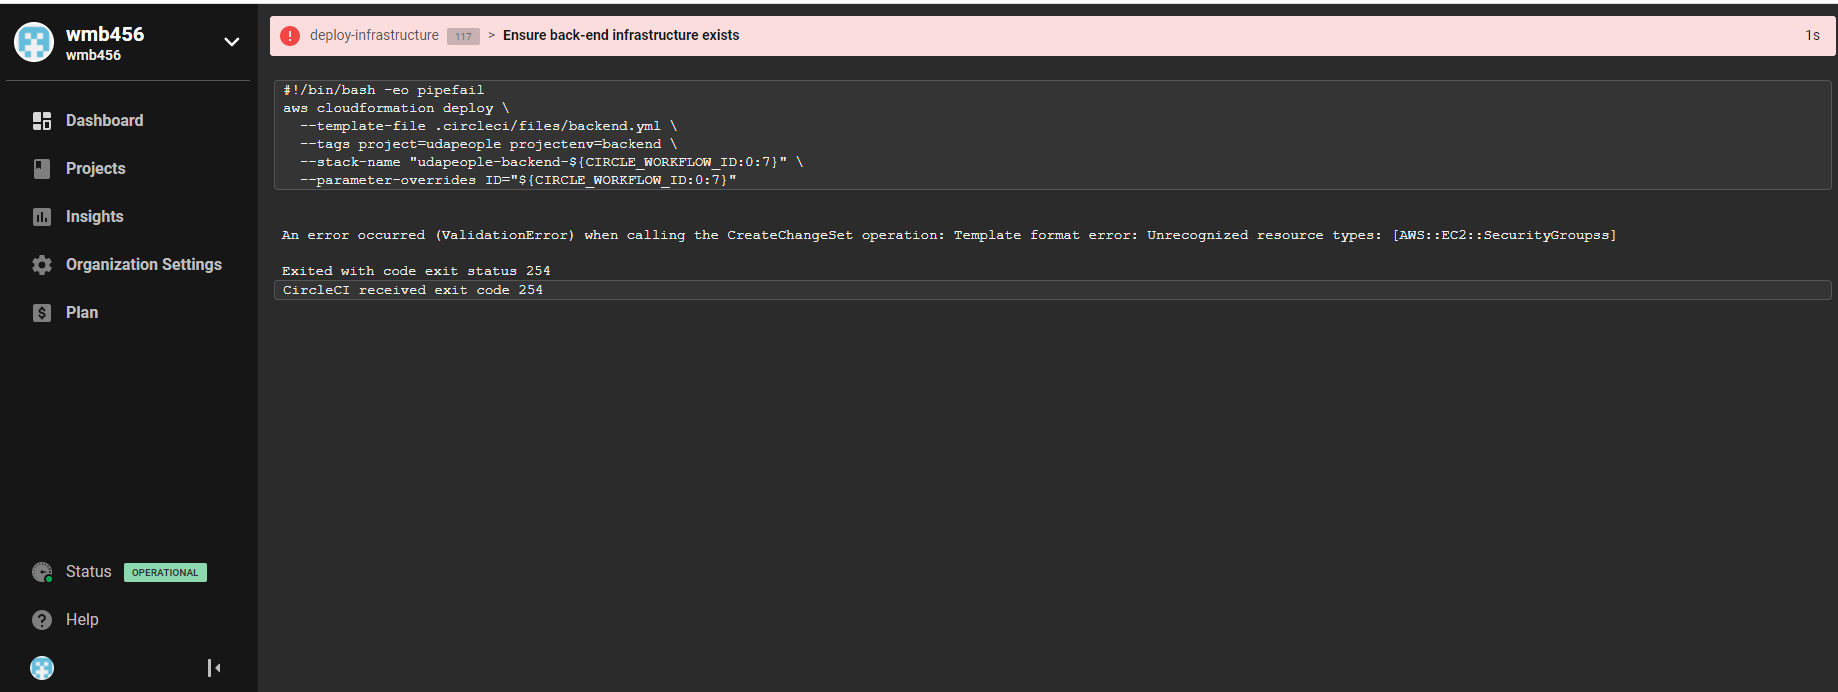 wmb456
wmb456
Dashboard
Projects
Insights
Organization Settings
Plan
Status OPERATIONAL
Help
deploy-infrastructure 117 > Ensure back-end infrastructure exists 1s
#!/bin/bash -eo pipefail
aws cloudformation deploy \
--template-file .circleci/files/backend.yml \
--tags project=udapeople projectenv=backend \
--stack-name "udapeople-backend-${CIRCLE_WORKFLOW_ID:0:7}" \
--parameter-overrides ID="${CIRCLE_WORKFLOW_ID:0:7}"
An error occurred (ValidationError) when calling the CreateChangeSet operation: Template format error: Unrecognized resource types: [AWS::EC2::SecurityGroupss]
Exited with code exit status 254
CircleCI received exit code 254